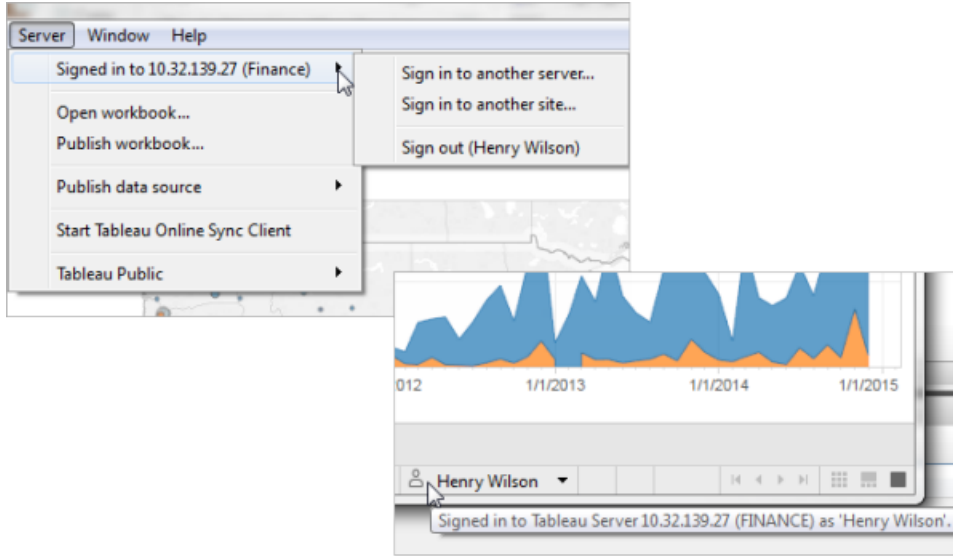 Server Window Help
Signed in to 10.32.139.27 (Finance)
Open workbook...
Publish workbook...
Publish data source
Start Tableau Online Sync Client
Tableau Public
Sign in to another server...
Sign in to another site...
Sign out (Henry Wilson)
012 1/1/2013 1/1/2014 1/1/2015
Henry Wilson
Signed in to Tableau Server 10.32.139.27 (FINANCE) as 'Henry Wilson'.